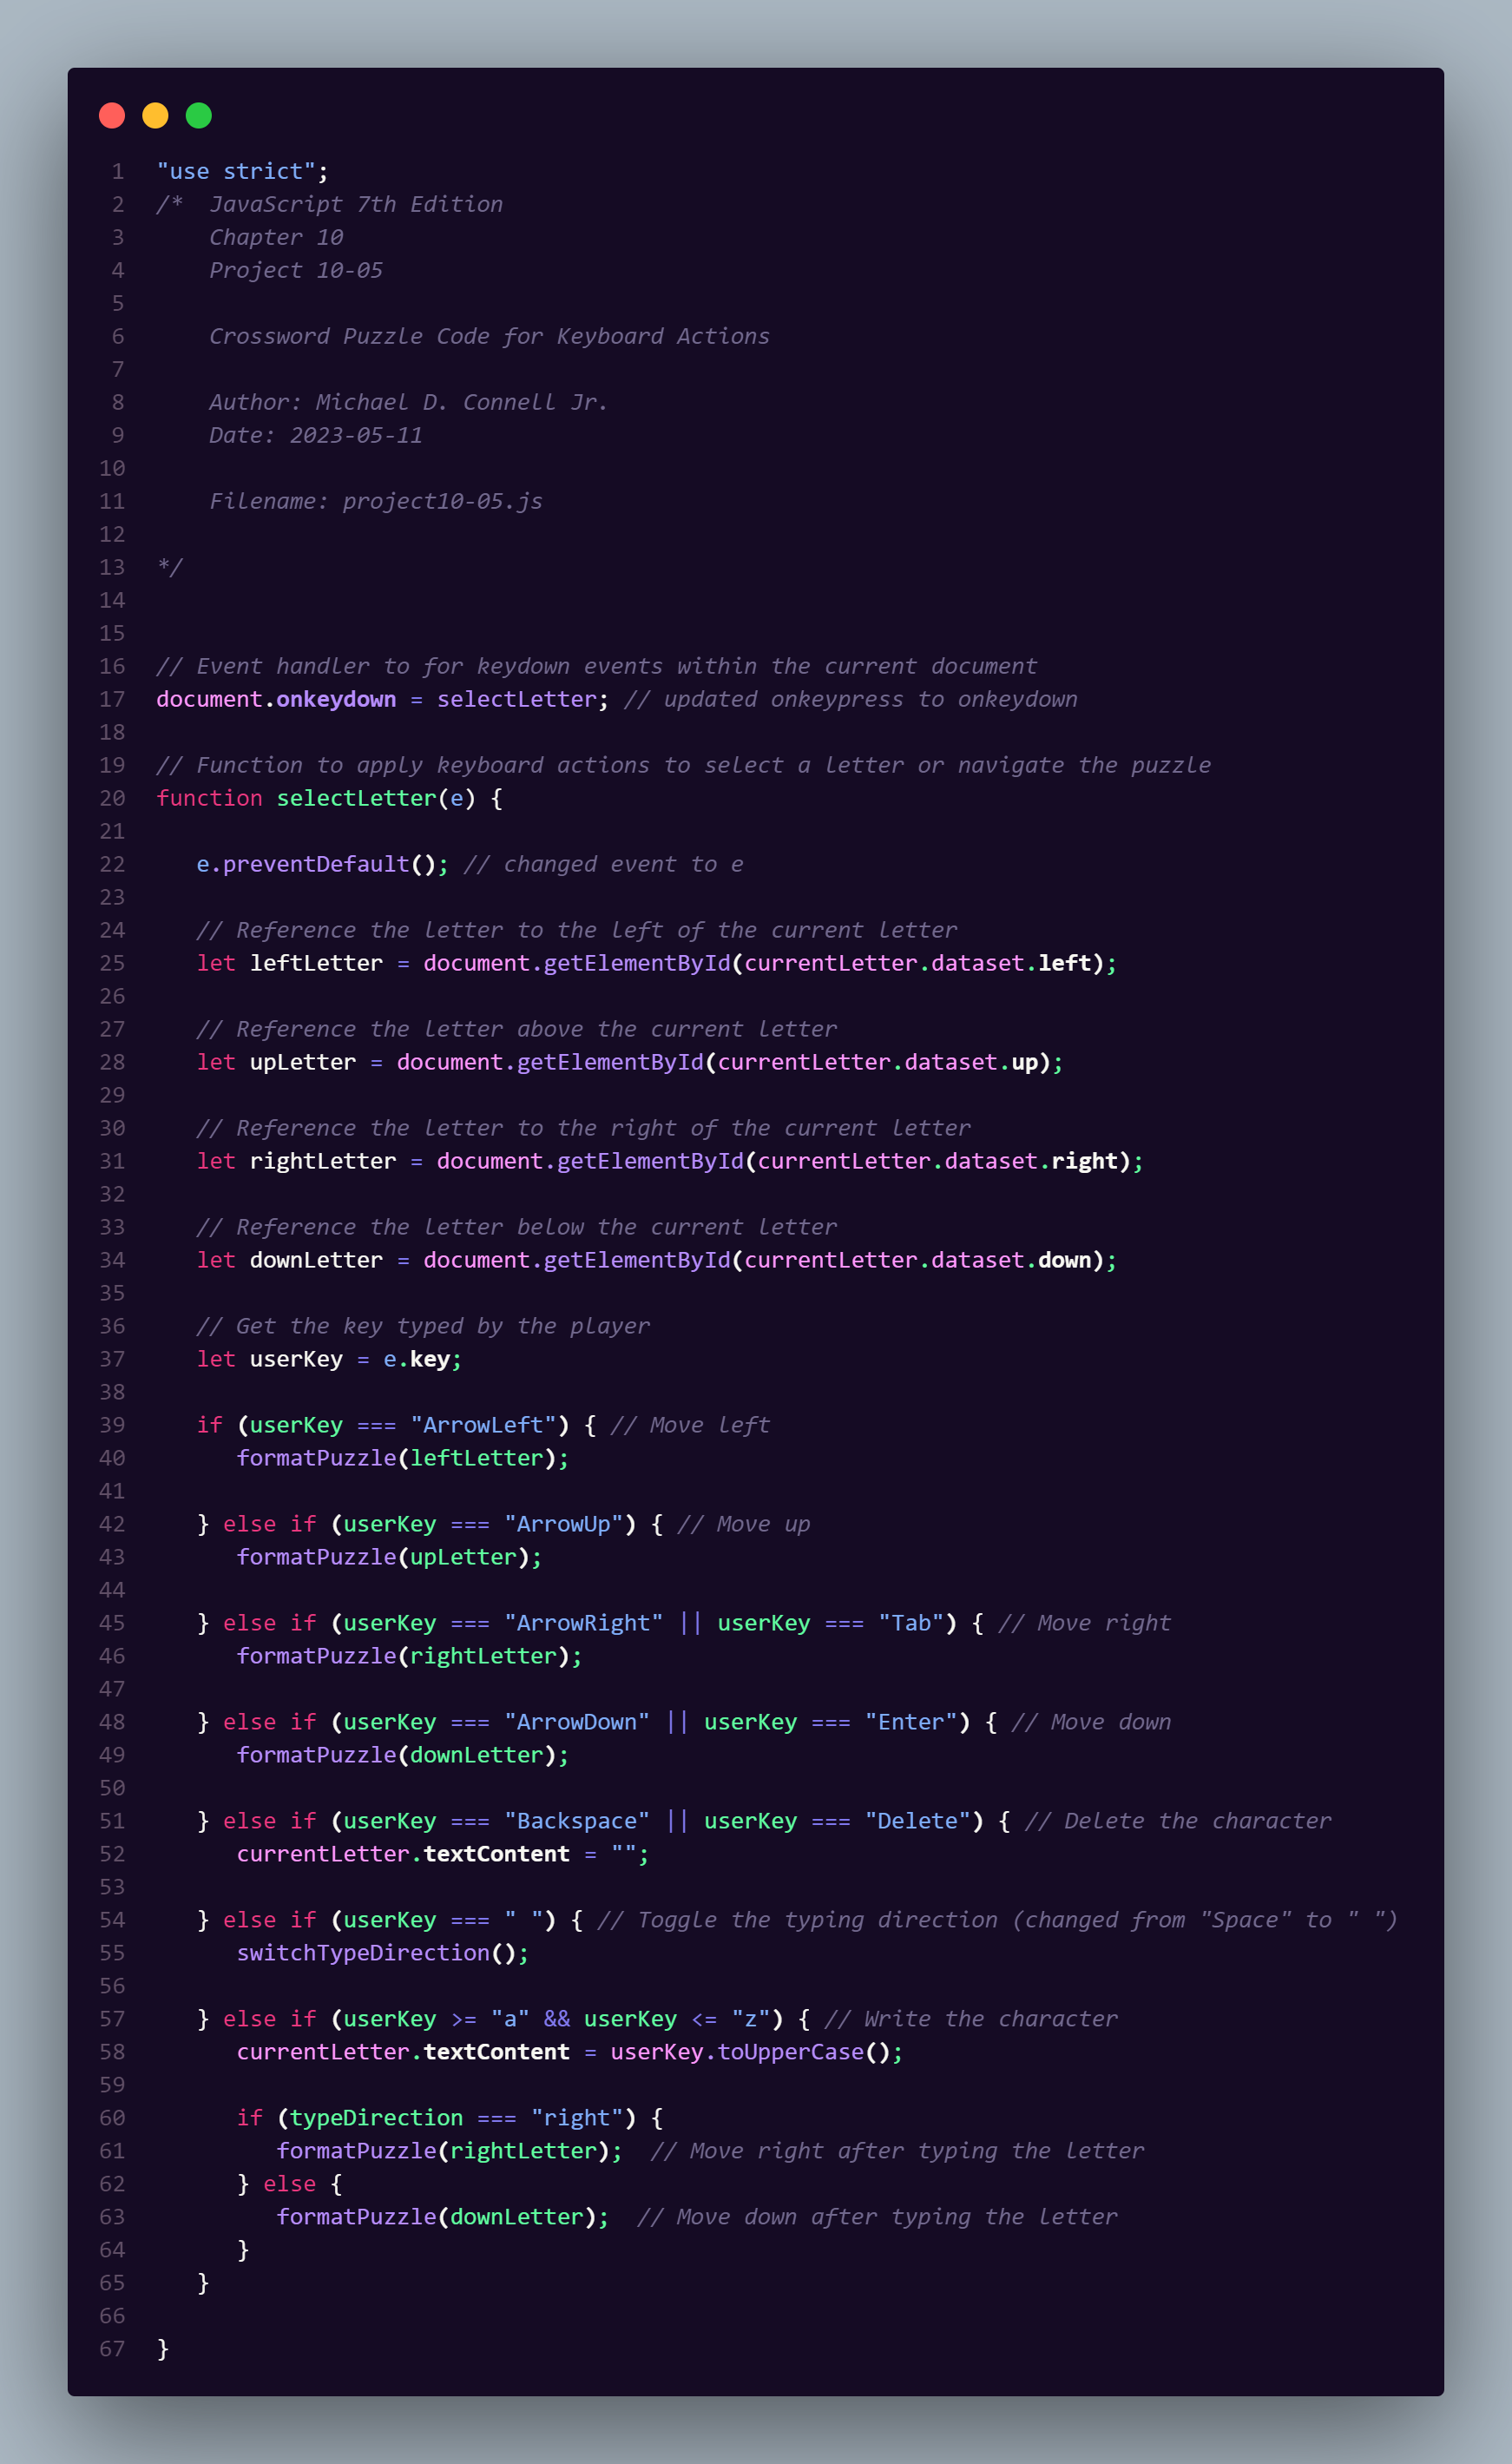 1 "use strict";
2 /*  JavaScript 7th Edition
3     Chapter 10
4     Project 10-05
5
6     Crossword Puzzle Code for Keyboard Actions
7
8     Author: Michael D. Connell Jr.
9     Date: 2023-05-11
10
11     Filename: project10-05.js
12
13 */
14
15
16 // Event handler to for keydown events within the current document
17 document.onkeydown = selectLetter; // updated onkeypress to onkeydown
18
19 // Function to apply keyboard actions to select a letter or navigate the puzzle
20 function selectLetter(e) {
21
22    e.preventDefault(); // changed event to e
23
24    // Reference the letter to the left of the current letter
25    let leftLetter = document.getElementById(currentLetter.dataset.left);
26
27    // Reference the letter above the current letter
28    let upLetter = document.getElementById(currentLetter.dataset.up);
29
30    // Reference the letter to the right of the current letter
31    let rightLetter = document.getElementById(currentLetter.dataset.right);
32
33    // Reference the letter below the current letter
34    let downLetter = document.getElementById(currentLetter.dataset.down);
35
36    // Get the key typed by the player
37    let userKey = e.key;
38
39    if (userKey === "ArrowLeft") { // Move left
40       formatPuzzle(leftLetter);
41
42    } else if (userKey === "ArrowUp") { // Move up
43       formatPuzzle(upLetter);
44
45    } else if (userKey === "ArrowRight" || userKey === "Tab") { // Move right
46       formatPuzzle(rightLetter);
47
48    } else if (userKey === "ArrowDown" || userKey === "Enter") { // Move down
49       formatPuzzle(downLetter);
50
51    } else if (userKey === "Backspace" || userKey === "Delete") { // Delete the character
52       currentLetter.textContent = "";
53
54    } else if (userKey === " ") { // Toggle the typing direction (changed from "Space" to " ")
55       switchTypeDirection();
56
57    } else if (userKey >= "a" && userKey <= "z") { // Write the character
58       currentLetter.textContent = userKey.toUpperCase();
59
60       if (typeDirection === "right") {
61          formatPuzzle(rightLetter);  // Move right after typing the letter
62       } else {
63          formatPuzzle(downLetter);  // Move down after typing the letter
64       }
65    }
66
67 }